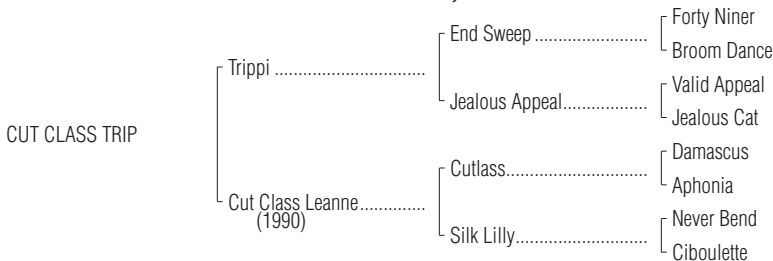 Forty Niner
End Sweep ..........................
Broom Dance
Trippi ................................
Valid Appeal
Jealous Appeal...................
Jealous Cat
CUT CLASS TRIP
Damascus
Cutlass................................
Aphonia
Cut Class Leanne..............
(1990)
Never Bend
Silk Lilly..............................
Ciboulette